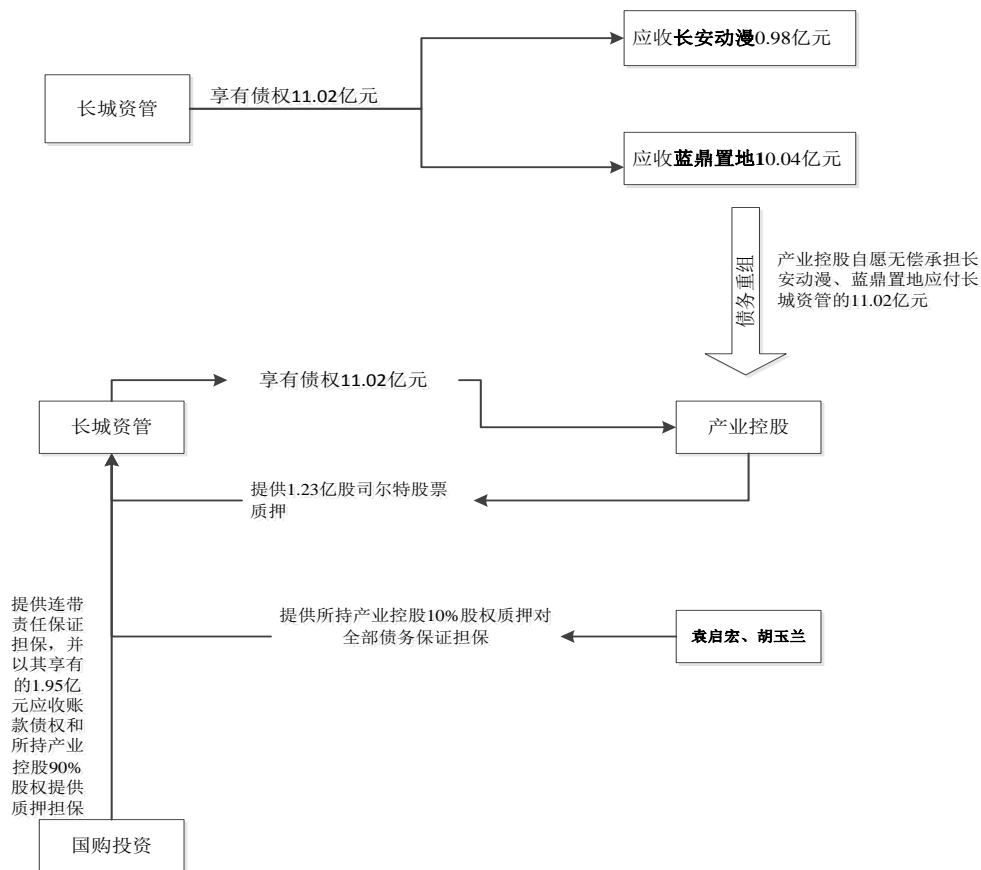 应收长安动漫0.98亿元
长城资管
享有债权11.02亿元
应收蓝鼎置地10.04亿元
债务重组
产业控股自愿无偿承担长
安动漫、蓝鼎置地应付长
城资管的11.02亿元
享有债权11.02亿元
长城资管
产业控股
提供1.23亿股司尔特股票
质押
提供所持产业控股10%股权质押对
全部债务保证担保
袁启宏、胡玉兰
提供连带
责任保证
担保，并
以其享有
的1.95亿
元应收账
款债权和
所持产业
控股90%
股权提供
质押担保
国购投资